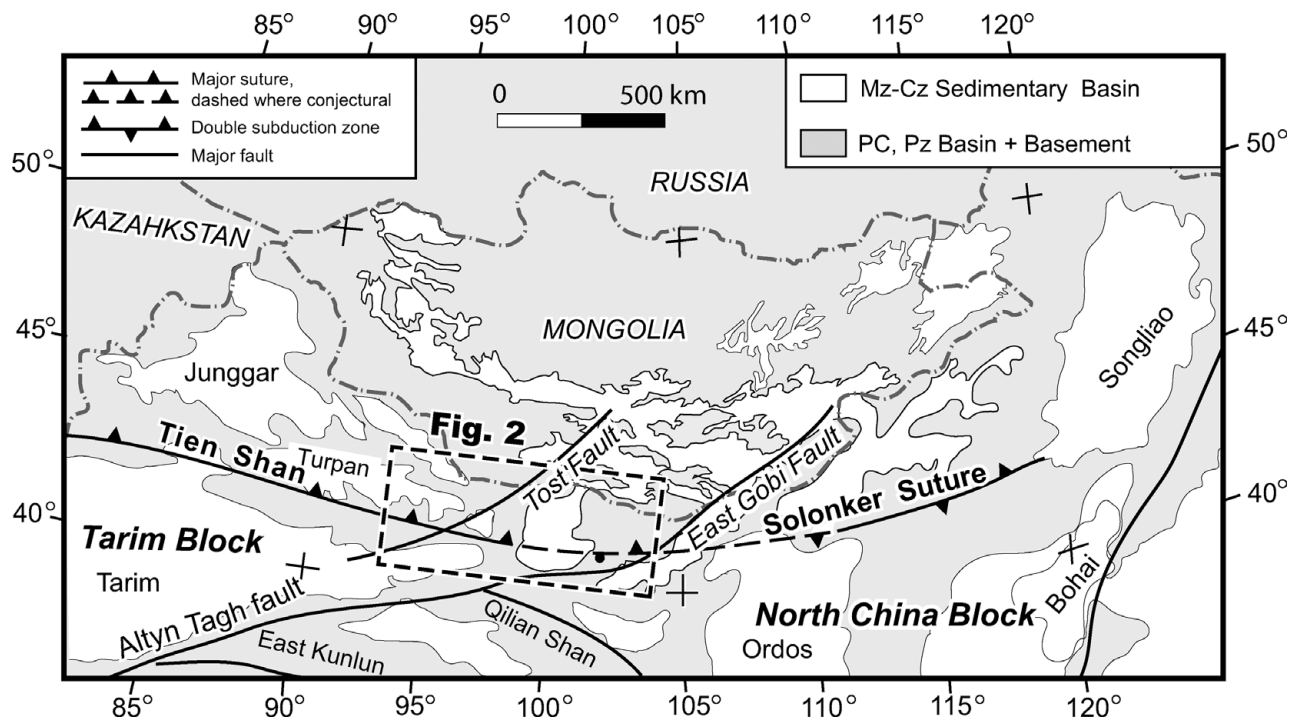 85° 90° 95° 100° 105° 110° 115° 120°
Major suture,
dashed where conjectural
Double subduction zone
Major fault
0 500 km
Mz-Cz Sedimentary Basin
PC, Pz Basin + Basement
50° 50°
RUSSIA
KAZAHKSTAN
MONGOLIA
45° 45°
Junggar
Songliao
Fig. 2
Tien Shan
Turpan
Tost Fault
East Gobi Fault
Solonker Suture
40° 40°
Tarim Block
Tarim
Altyn Tagh fault
East Kunlun
Qilian Shan
North China Block
Ordos
Bohai
85° 90° 95° 100° 105° 110° 115° 120°